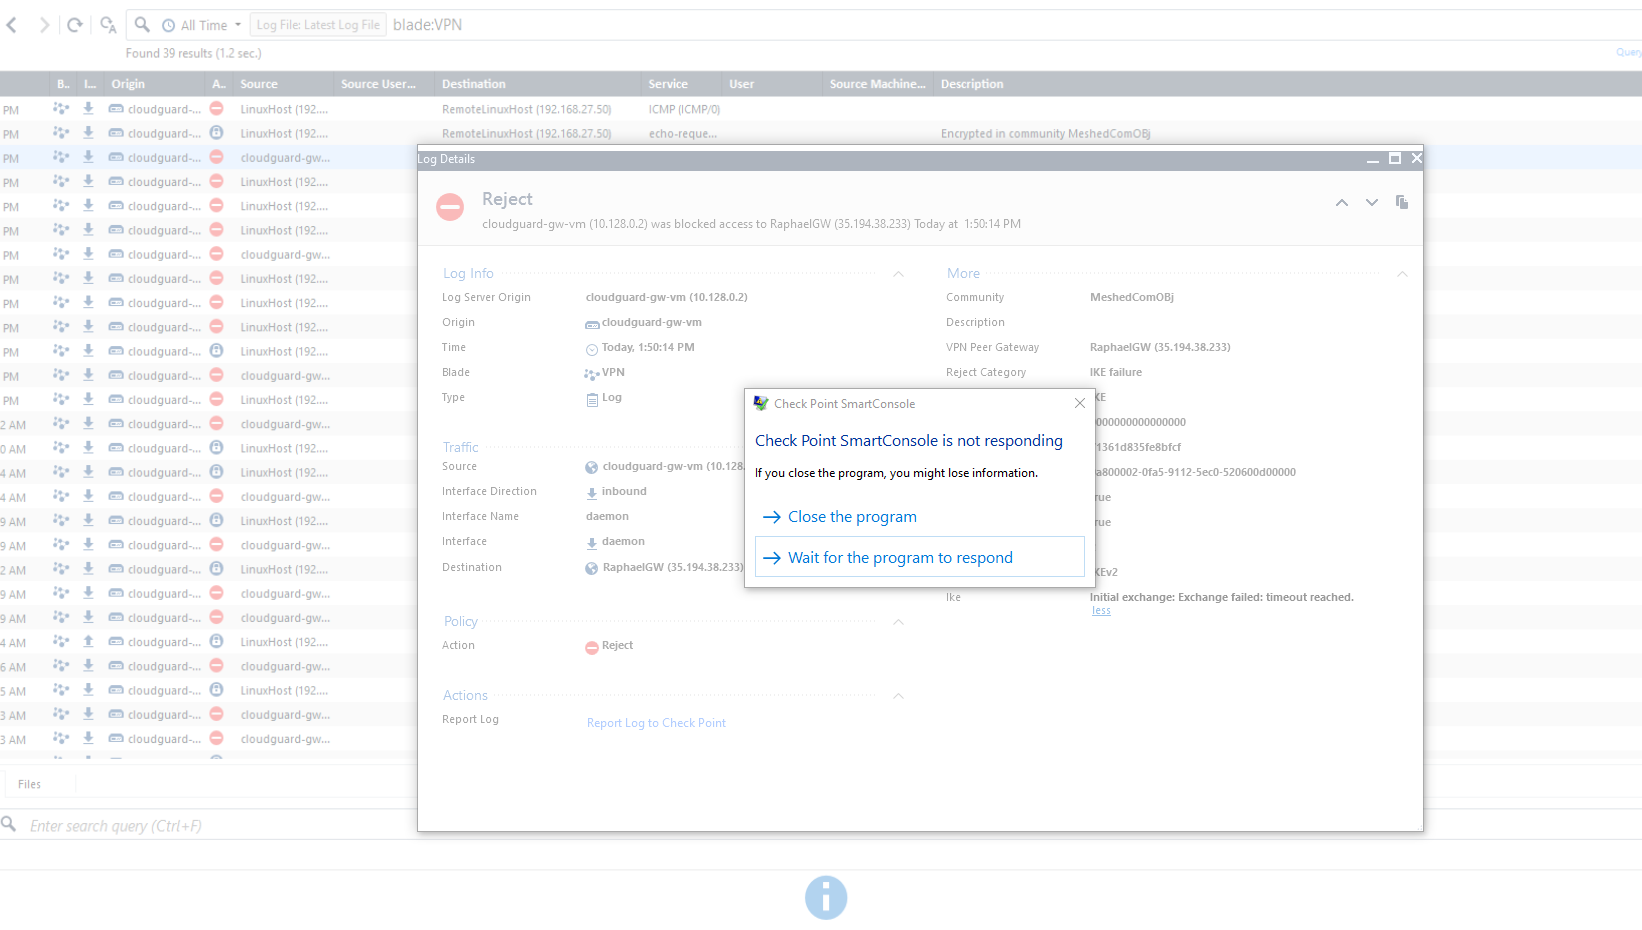 All Time Log File: Latest Log File blade:VPN
Found 39 results (1.2 sec.) Query
B.. I... Origin A.. Source Source User... Destination Service User Source Machine... Description
PM cloudguard-... LinuxHost (192.... RemoteLinuxHost (192.168.27.50) ICMP (ICMP/0)
PM cloudguard-... LinuxHost (192.... RemoteLinuxHost (192.168.27.50) echo-reque... Encrypted in community MeshedComOBj
PM cloudguard-... cloudguard-gw...
PM cloudguard-... LinuxHost (192....
PM cloudguard-... LinuxHost (192....
PM cloudguard-... LinuxHost (192....
PM cloudguard-... cloudguard-gw...
PM cloudguard-... LinuxHost (192....
PM cloudguard-... LinuxHost (192....
PM cloudguard-... LinuxHost (192....
PM cloudguard-... LinuxHost (192....
PM cloudguard-... cloudguard-gw...
PM cloudguard-... LinuxHost (192....
2 AM cloudguard-... cloudguard-gw...
0 AM cloudguard-... LinuxHost (192....
4 AM cloudguard-... LinuxHost (192....
4 AM cloudguard-... cloudguard-gw...
9 AM cloudguard-... LinuxHost (192....
9 AM cloudguard-... cloudguard-gw...
2 AM cloudguard-... LinuxHost (192....
9 AM cloudguard-... cloudguard-gw...
9 AM cloudguard-... cloudguard-gw...
4 AM cloudguard-... LinuxHost (192....
6 AM cloudguard-... cloudguard-gw...
5 AM cloudguard-... LinuxHost (192....
3 AM cloudguard-... cloudguard-gw...
3 AM cloudguard-... cloudguard-gw...
Files
Enter search query (Ctrl+F)
Log Details
Reject
cloudguard-gw-vm (10.128.0.2) was blocked access to RaphaelGW (35.194.38.233) Today at 1:50:14 PM
Log Info
Log Server Origin cloudguard-gw-vm (10.128.0.2)
Origin cloudguard-gw-vm
Time Today, 1:50:14 PM
Blade VPN
Type Log
Traffic
Source cloudguard-gw-vm (10.128.
Interface Direction inbound
Interface Name daemon
Interface daemon
Destination RaphaelGW (35.194.38.233)
Policy
Action Reject
Actions
Report Log Report Log to Check Point
More
Community MeshedComOBj
Description
VPN Peer Gateway RaphaelGW (35.194.38.233)
Reject Category IKE failure
KE
000000000000000
1361d835fe8bfcf
a800002-0fa5-9112-5ec0-520600d00000
rue
rue
KEv2
Ike Initial exchange: Exchange failed: timeout reached.
less
Check Point SmartConsole
Check Point SmartConsole is not responding
If you close the program, you might lose information.
Close the program
Wait for the program to respond